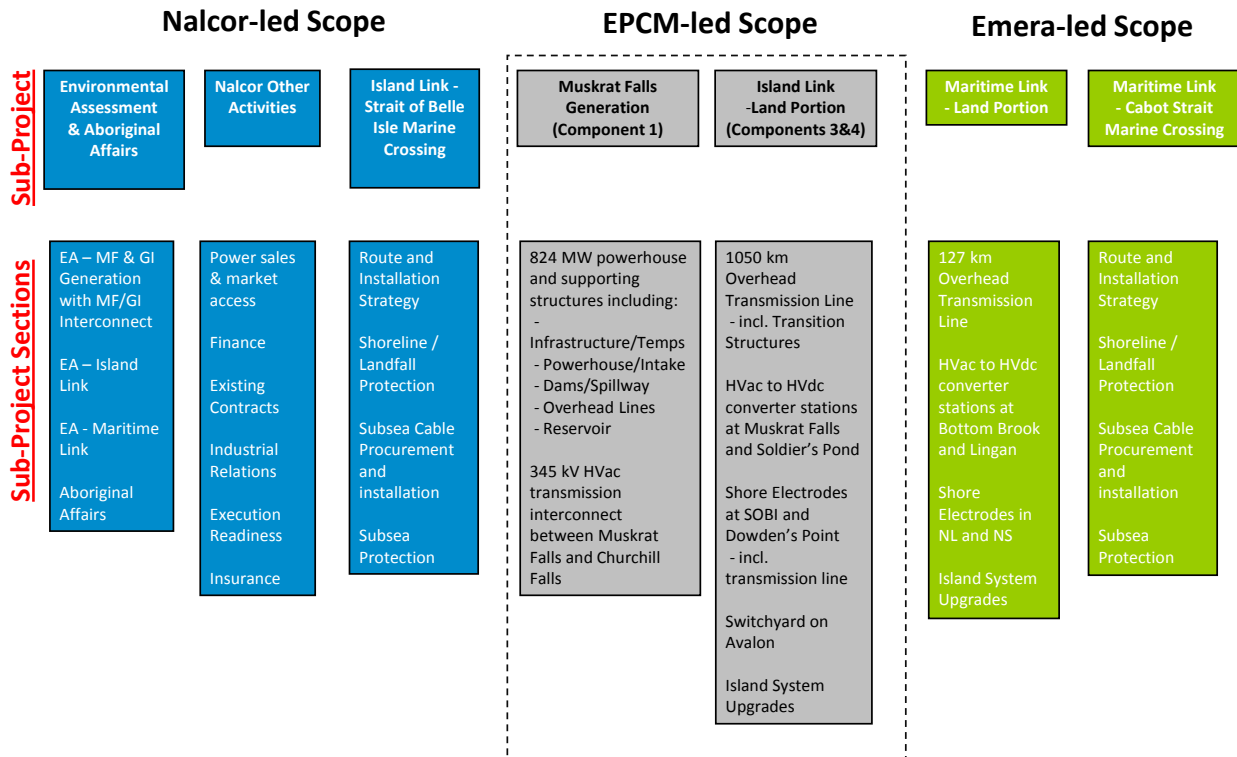 Nalcor-led Scope
EPCM-led Scope
Emera-led Scope
Sub-Project
Environmental
Assessment
& Aboriginal
Affairs
Nalcor Other
Activities
Island Link -
Strait of Belle
Isle Marine
Crossing
Muskrat Falls
Generation
(Component 1)
Island Link
-Land Portion
(Components 3&4)
Maritime Link
- Land Portion
Maritime Link
- Cabot Strait
Marine Crossing
Sub-Project Sections
EA – MF & GI
Generation
with MF/GI
Interconnect
EA – Island
Link
EA - Maritime
Link
Aboriginal
Affairs
Power sales
& market
access
Finance
Existing
Contracts
Industrial
Relations
Execution
Readiness
Insurance
Route and
Installation
Strategy
Shoreline /
Landfall
Protection
Subsea Cable
Procurement
and
installation
Subsea
Protection
824 MW powerhouse
and supporting
structures including:
-
Infrastructure/Temps
- Powerhouse/Intake
- Dams/Spillway
- Overhead Lines
- Reservoir
345 kV HVac
transmission
interconnect
between Muskrat
Falls and Churchill
Falls
1050 km
Overhead
Transmission Line
- incl. Transition
Structures
HVac to HVdc
converter stations
at Muskrat Falls
and Soldier's Pond
Shore Electrodes
at SOBI and
Dowden's Point
- incl.
transmission line
Switchyard on
Avalon
Island System
Upgrades
127 km
Overhead
Transmission
Line
HVac to HVdc
converter
stations at
Bottom Brook
and Lingan
Shore
Electrodes in
NL and NS
Island System
Upgrades
Route and
Installation
Strategy
Shoreline /
Landfall
Protection
Subsea Cable
Procurement
and
installation
Subsea
Protection